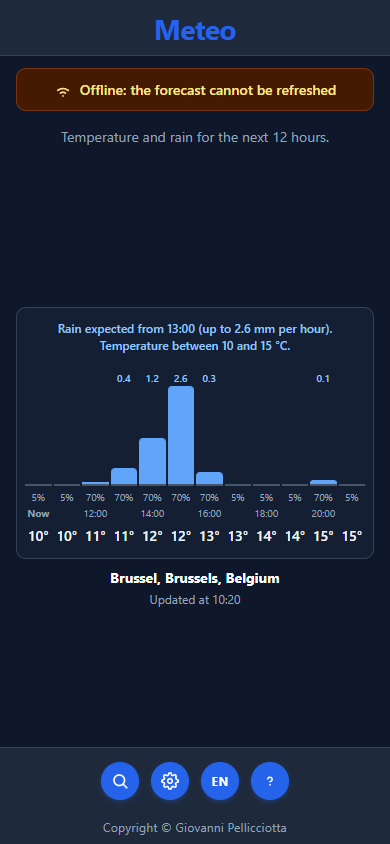 Meteo
Offline: the forecast cannot be refreshed
Temperature and rain for the next 12 hours.
Rain expected from 13:00 (up to 2.6 mm per hour).
Temperature between 10 and 15 °C.
0.4 1.2 2.6 0.3 0.1
5% 5% 70% 70% 70% 70% 70% 5% 5% 5% 70% 5%
Now 12:00 14:00 16:00 18:00 20:00
10° 10° 11° 11° 12° 12° 13° 13° 14° 14° 15° 15°
Brussel, Brussels, Belgium
Updated at 10:20
EN ?
Copyright © Giovanni Pellicciotta